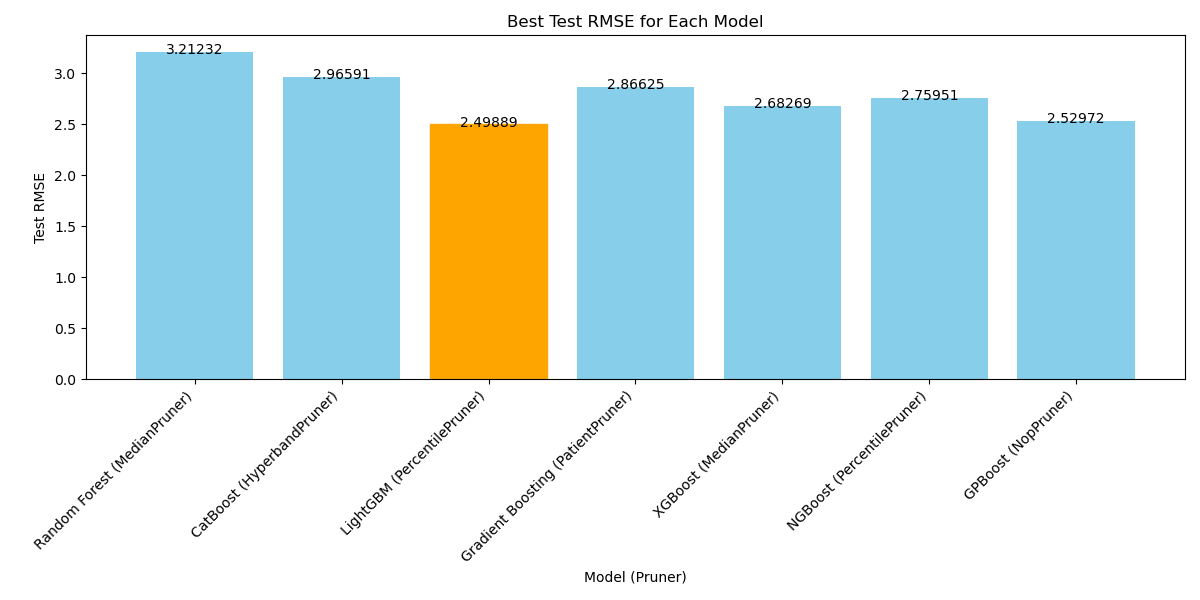 Best Test RMSE for Each Model
3.21232
2.96591
2.49889
2.86625
2.68269
2.75951
2.52972
Test RMSE
3.0
2.5
2.0
1.5
1.0
0.5
0.0
Random Forest (MedianPruner)
CatBoost (HyperbandPruner)
LightGBM (PercentilePruner)
Gradient Boosting (PatientPruner)
XGBoost (MedianPruner)
NGBoost (PercentilePruner)
GPBoost (NopPruner)
Model (Pruner)